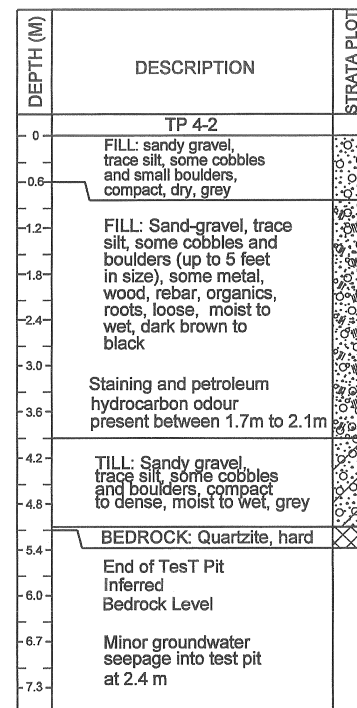 DEPTH (M)
DESCRIPTION
STRATA PLOT
TP 4-2
0
FILL: sandy gravel,
trace silt, some cobbles
and small boulders,
compact, dry, grey
0.6
FILL: Sand-gravel, trace
silt, some cobbles and
boulders (up to 5 feet
in size), some metal,
wood, rebar, organics,
roots, loose, moist to
wet, dark brown to
black
1.2
1.8
2.4
3.0
Staining and petroleum
hydrocarbon odour
present between 1.7m to 2.1m
3.6
4.2
TILL: Sandy gravel,
trace silt, some cobbles
and boulders, compact
to dense, moist to wet, grey
4.8
BEDROCK: Quartzite, hard
5.4
End of TesT Pit
Inferred
Bedrock Level
6.0
Minor groundwater
seepage into test pit
at 2.4 m
6.7
7.3